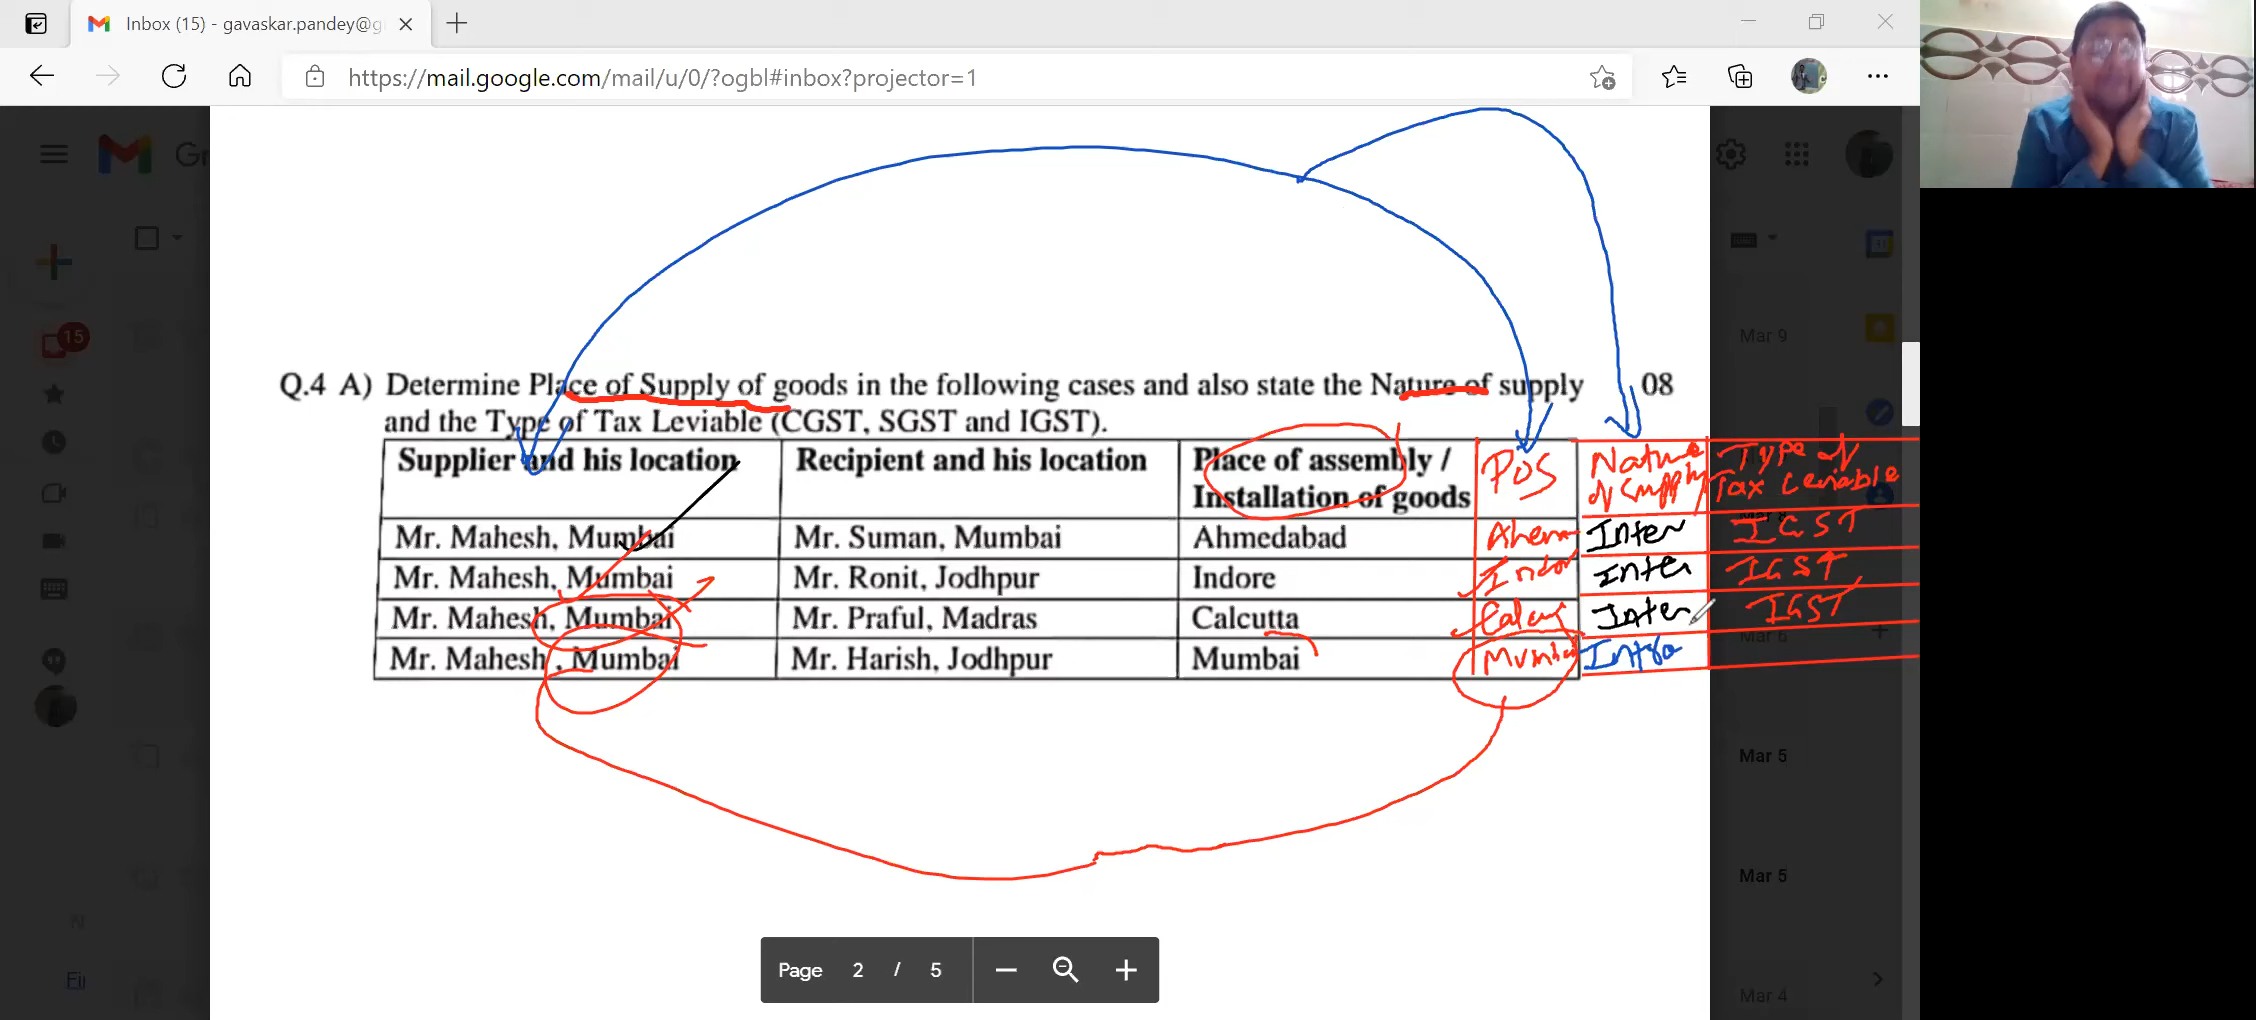 Inbox (15) - gavaskar.pandey@g
https://mail.google.com/mail/u/0/?ogbl#inbox?projector=1
15
Mar 9
Q.4 A) Determine Place of Supply of goods in the following cases and also state the Nature of supply 08
and the Type of Tax Leviable (CGST, SGST and IGST).
Supplier and his location Recipient and his location Place of assembly / Installation of goods POS Nature of Supply Type of Tax Leviable
Mr. Mahesh, Mumbai Mr. Suman, Mumbai Ahmedabad Inter IGST
Mr. Mahesh, Mumbai Mr. Ronit, Jodhpur Indore Indor Inter IGST
Mr. Mahesh, Mumbai Mr. Praful, Madras Calcutta Inter IGST
Mr. Mahesh , Mumbai Mr. Harish, Jodhpur Mumbai Mumbai Intra
Mar 6
Mar 5
Mar 5
Mar 4
Page 2 / 5